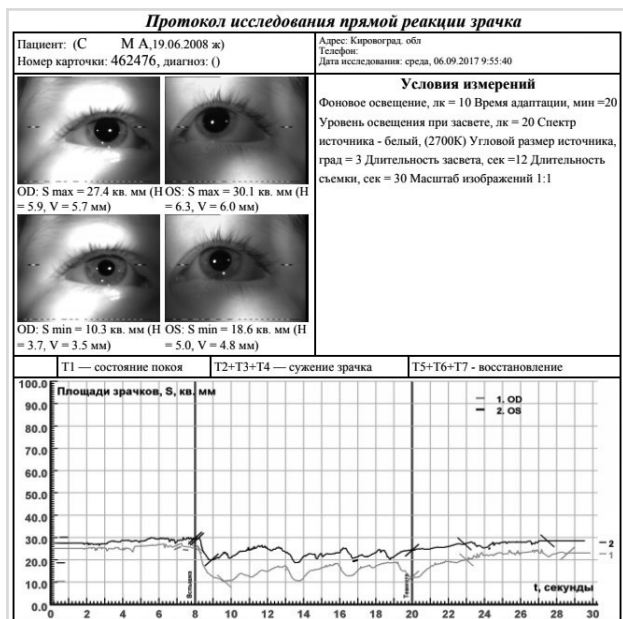 Протокол исследования прямой реакции зрачка
Пациент: (С М А,19.06.2008 ж)
Номер карточки: 462476, диагноз: ()
Адрес: Кировоград. обл
Телефон:
Дата исследования: среда, 06.09.2017 9:55:40
OD: S max = 27.4 кв. мм (H
= 5.9, V = 5.7 мм)
OS: S max = 30.1 кв. мм (H
= 6.3, V = 6.0 мм)
OD: S min = 10.3 кв. мм (H
= 3.7, V = 3.5 мм)
OS: S min = 18.6 кв. мм (H
= 5.0, V = 4.8 мм)
Условия измерений
Фоновое освещение, лк = 10 Время адаптации, мин =20
Уровень освещения при засвете, лк = 20 Спектр
источника - белый, (2700К) Угловой размер источника,
град = 3 Длительность засвета, сек =12 Длительность
съемки, сек = 30 Масштаб изображений 1:1
T1 — состояние покоя
T2+T3+T4 — сужение зрачка
T5+T6+T7 - восстановление
Площади зрачков, S, кв. мм
1. OD
2. OS
100.0
90.0
80.0
70.0
60.0
50.0
40.0
30.0
20.0
10.0
0.0
2
1
Вспышка
Темнота
t, секунды
0 2 4 6 8 10 12 14 16 18 20 22 24 26 28 30